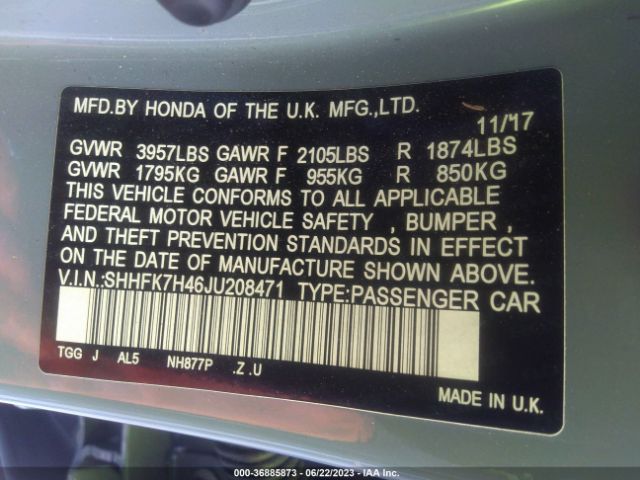 MFD.BY HONDA OF THE U.K. MFG.,LTD.
11/17
GVWR 3957LBS GAWR F 2105LBS R 1874LBS
GVWR 1795KG GAWR F 955KG R 850KG
THIS VEHICLE CONFORMS TO ALL APPLICABLE
FEDERAL MOTOR VEHICLE SAFETY , BUMPER ,
AND THEFT PREVENTION STANDARDS IN EFFECT
ON THE DATE OF MANUFACTURE SHOWN ABOVE.
V.I.N.:SHHFK7H46JU208471 TYPE:PASSENGER CAR
TGG J AL5 NH877P .Z .U
MADE IN U.K.
000-36885873 - 06/22/2023 - IAA Inc.